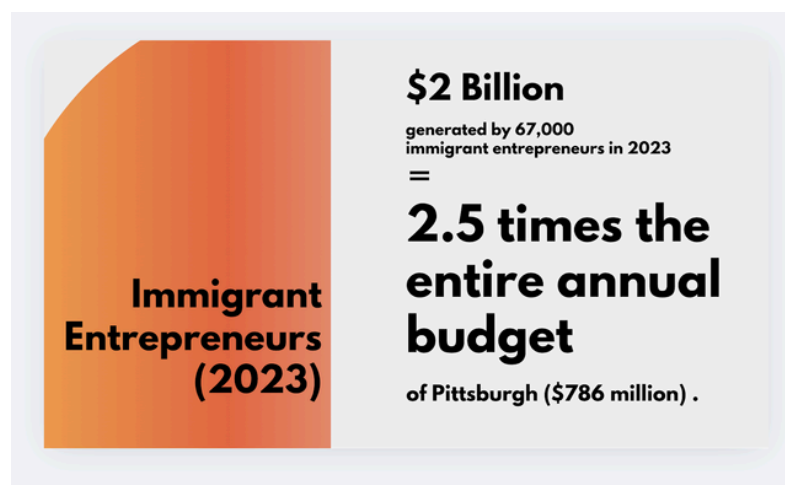 Immigrant
Entrepreneurs
(2023)
$2 Billion
generated by 67,000
immigrant entrepreneurs in 2023
=
2.5 times the
entire annual
budget
of Pittsburgh ($786 million) .